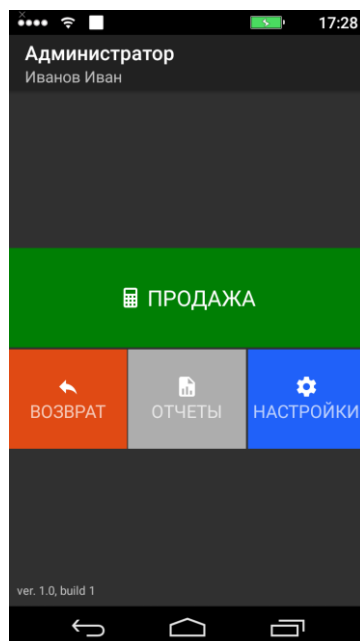 17:28
Администратор
Иванов Иван
ПРОДАЖА
ВОЗВРАТ
ОТЧЕТЫ
НАСТРОЙКИ
ver. 1.0, build 1